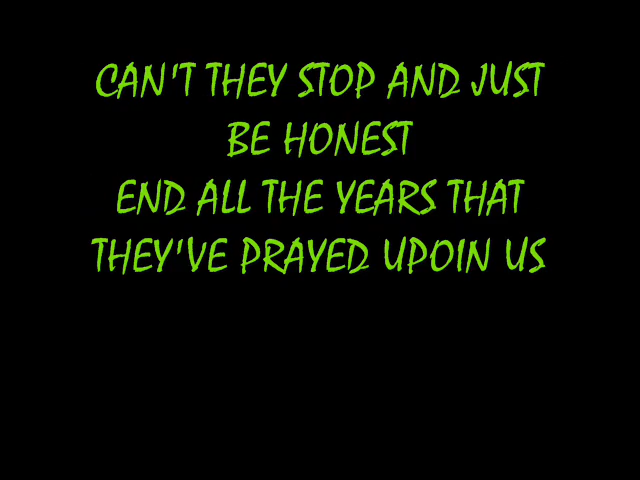 CAN'T THEY STOP AND JUST
BE HONEST
END ALL THE YEARS THAT
THEY'VE PRAYED UPOIN US